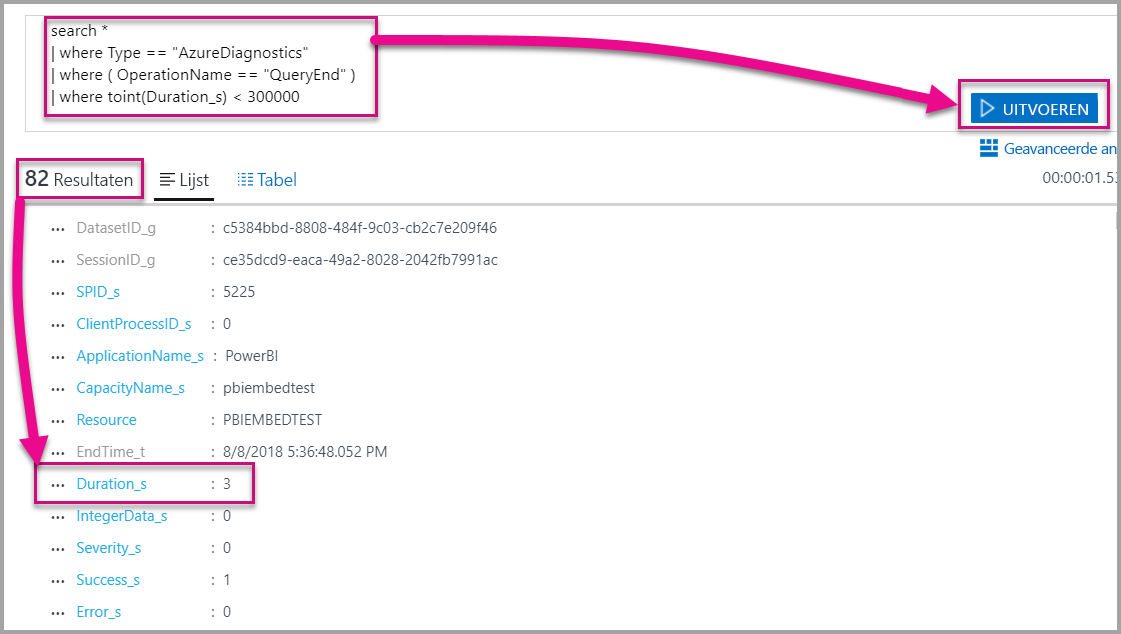 search *
| where Type == "AzureDiagnostics"
| where ( OperationName == "QueryEnd" )
| where toint(Duration_s) < 300000
UITVOEREN
Geavanceerde an
82 Resultaten Lijst Tabel 00:00:01.53
... DatasetID_g : c5384bbd-8808-484f-9c03-cb2c7e209f46
... SessionID_g : ce35dcd9-eaca-49a2-8028-2042fb7991ac
... SPID_s : 5225
... ClientProcessID_s : 0
... ApplicationName_s : PowerBI
... CapacityName_s : pbiembedtest
... Resource : PBIEMBEDTEST
... EndTime_t : 8/8/2018 5:36:48.052 PM
... Duration_s : 3
... IntegerData_s : 0
... Severity_s : 0
... Success_s : 1
... Error_s : 0